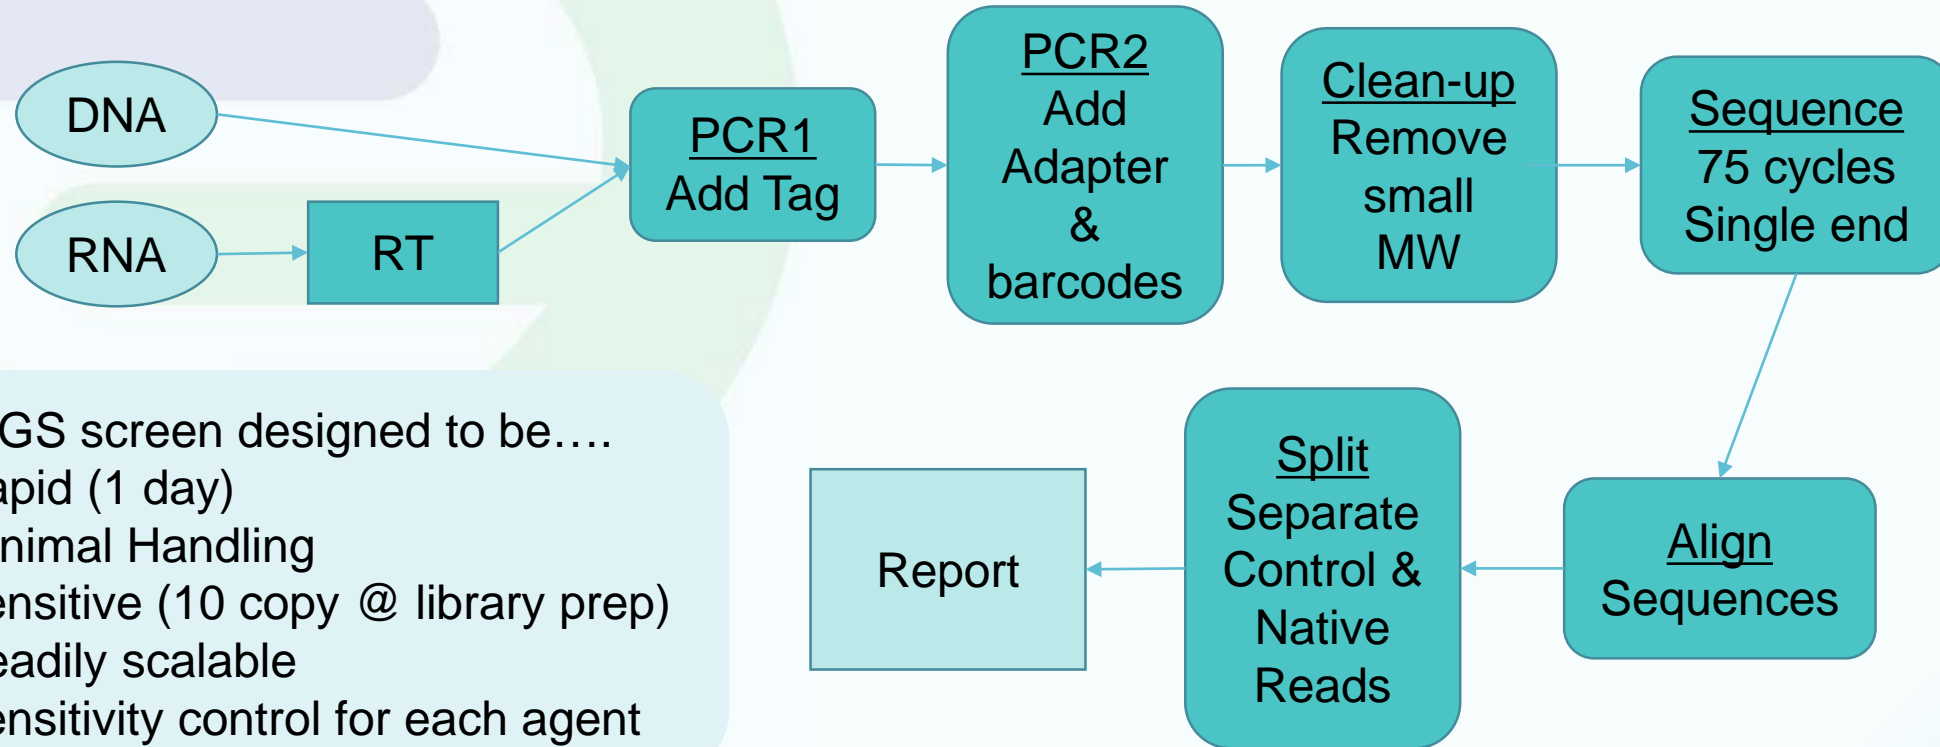 DNA
RNA
RT
PCR1
Add Tag
PCR2
Add
Adapter
&
barcodes
Clean-up
Remove
small
MW
Sequence
75 cycles
Single end
Align
Sequences
Split
Separate
Control &
Native
Reads
Report
GS screen designed to be….
apid (1 day)
nimal Handling
ensitive (10 copy @ library prep)
eadily scalable
ensitivity control for each agent